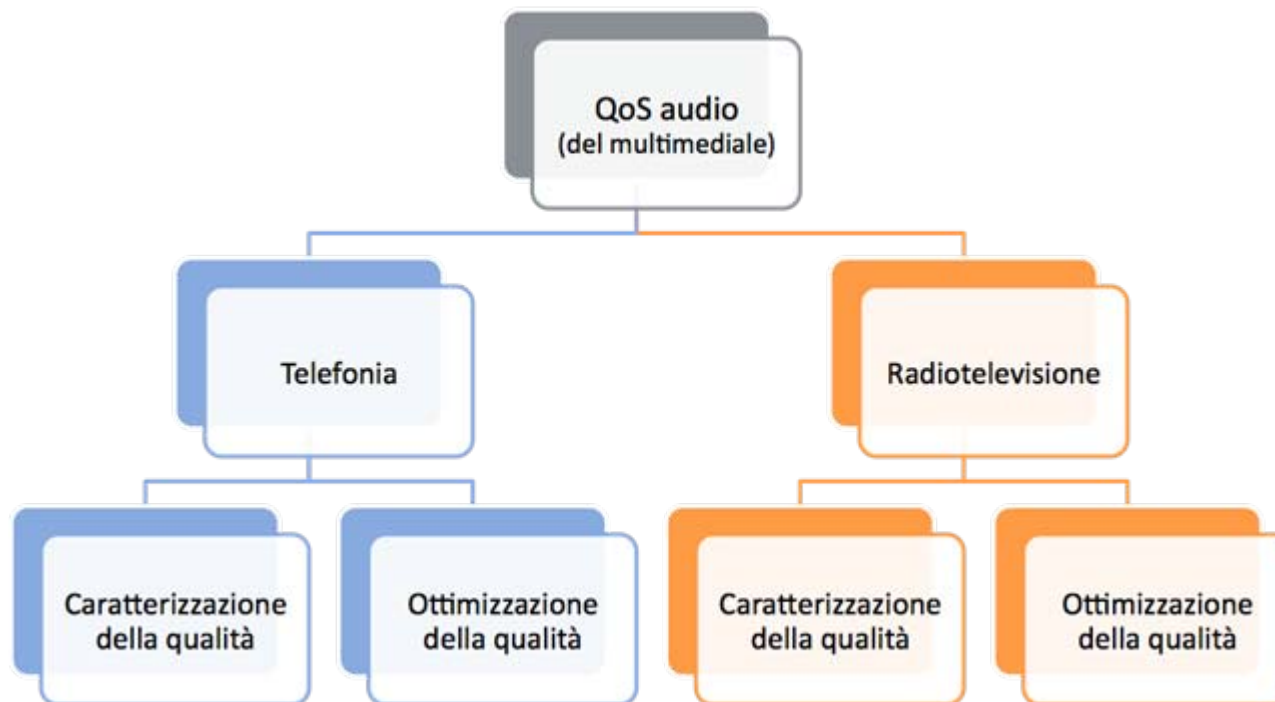 QoS audio
(del multimediale)
Telefonia
Radiotelevisione
Caratterizzazione
della qualità
Ottimizzazione
della qualità
Caratterizzazione
della qualità
Ottimizzazione
della qualità